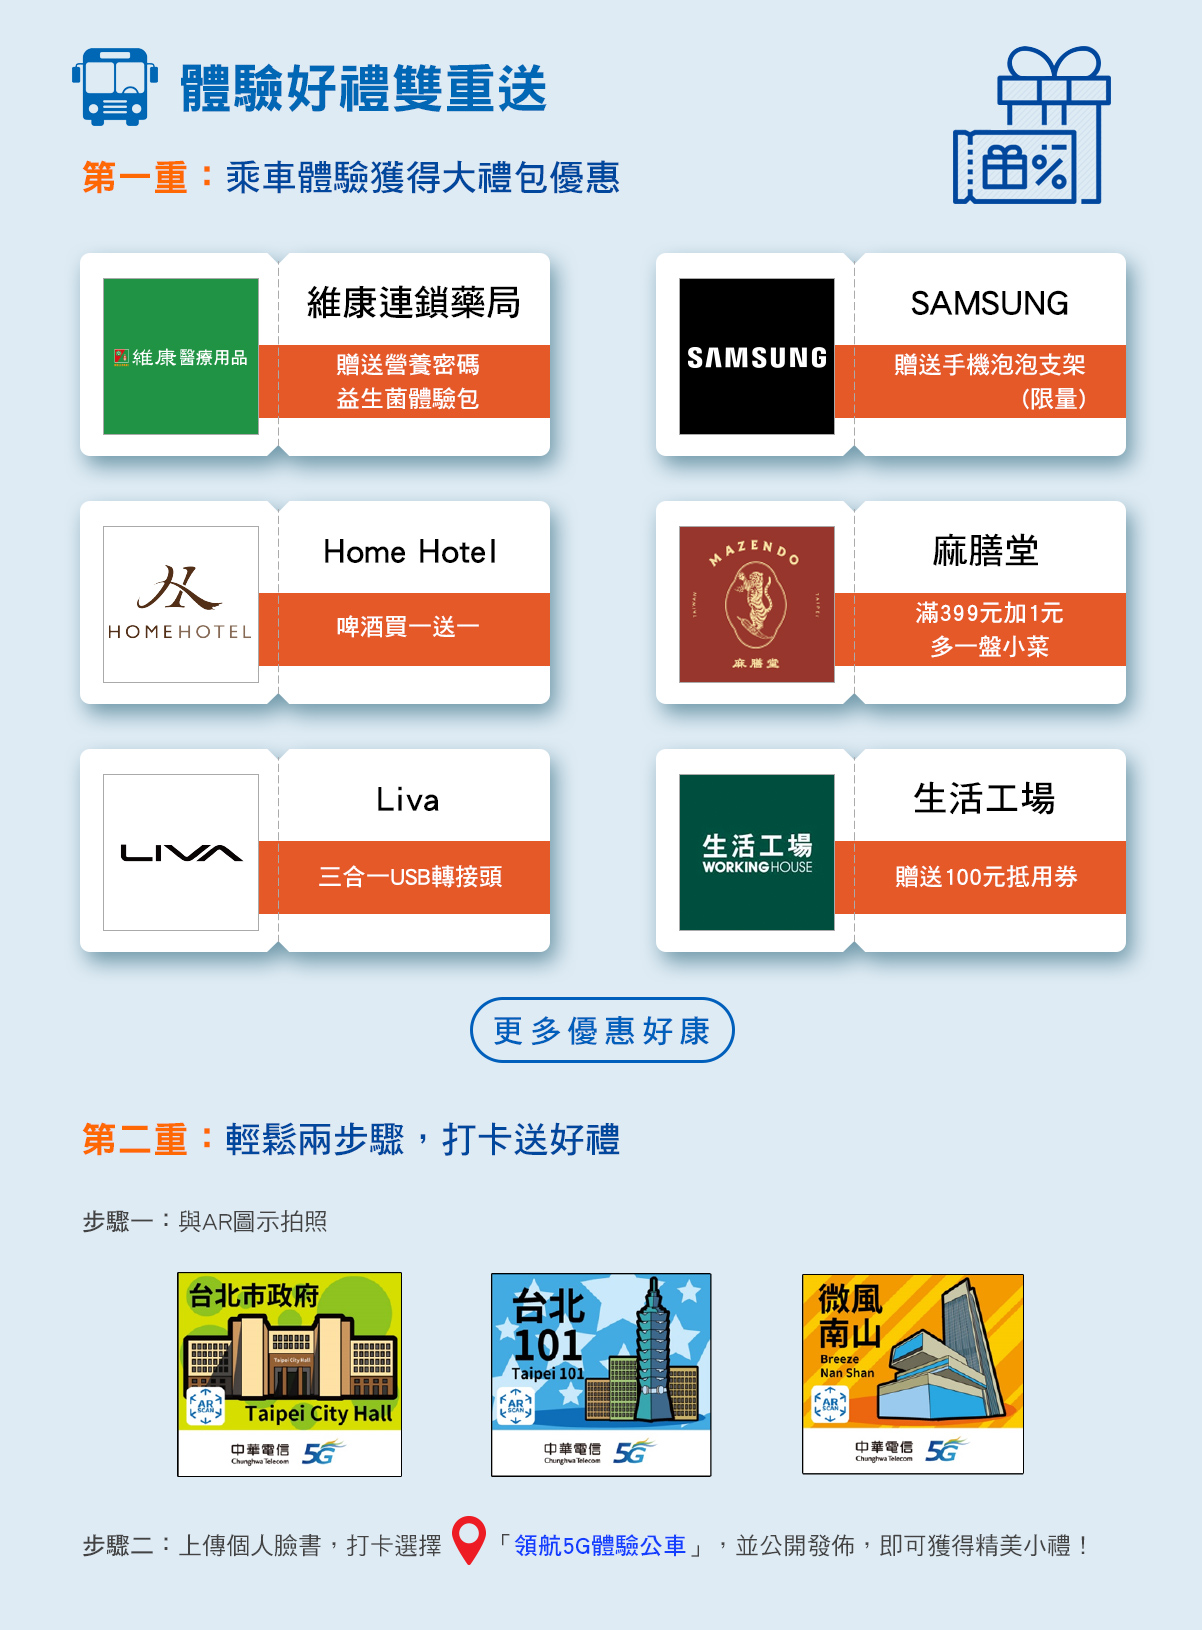 體驗好禮雙重送
第一重：乘車體驗獲得大禮包優惠
維康醫療用品
維康連鎖藥局
贈送營養密碼
益生菌體驗包
SAMSUNG
SAMSUNG
贈送手機泡泡支架
(限量)
HOMEHOTEL
Home Hotel
啤酒買一送一
MAZENDO
TAIWAN
TAIPEI
麻膳堂
麻膳堂
滿399元加1元
多一盤小菜
LIVA
Liva
三合一USB轉接頭
生活工場
WORKING HOUSE
生活工場
贈送100元抵用券
更多優惠好康
第二重：輕鬆兩步驟，打卡送好禮
步驟一：與AR圖示拍照
台北市政府
Taipei City Hall
AR
SCAN
Taipei City Hall
中華電信 5G
Chunghwa Telecom
台北
101
Taipei 101
AR
SCAN
中華電信 5G
Chunghwa Telecom
微風
南山
Breeze
Nan Shan
AR
SCAN
中華電信 5G
Chunghwa Telecom
步驟二：上傳個人臉書，打卡選擇「領航5G體驗公車」，並公開發佈，即可獲得精美小禮！